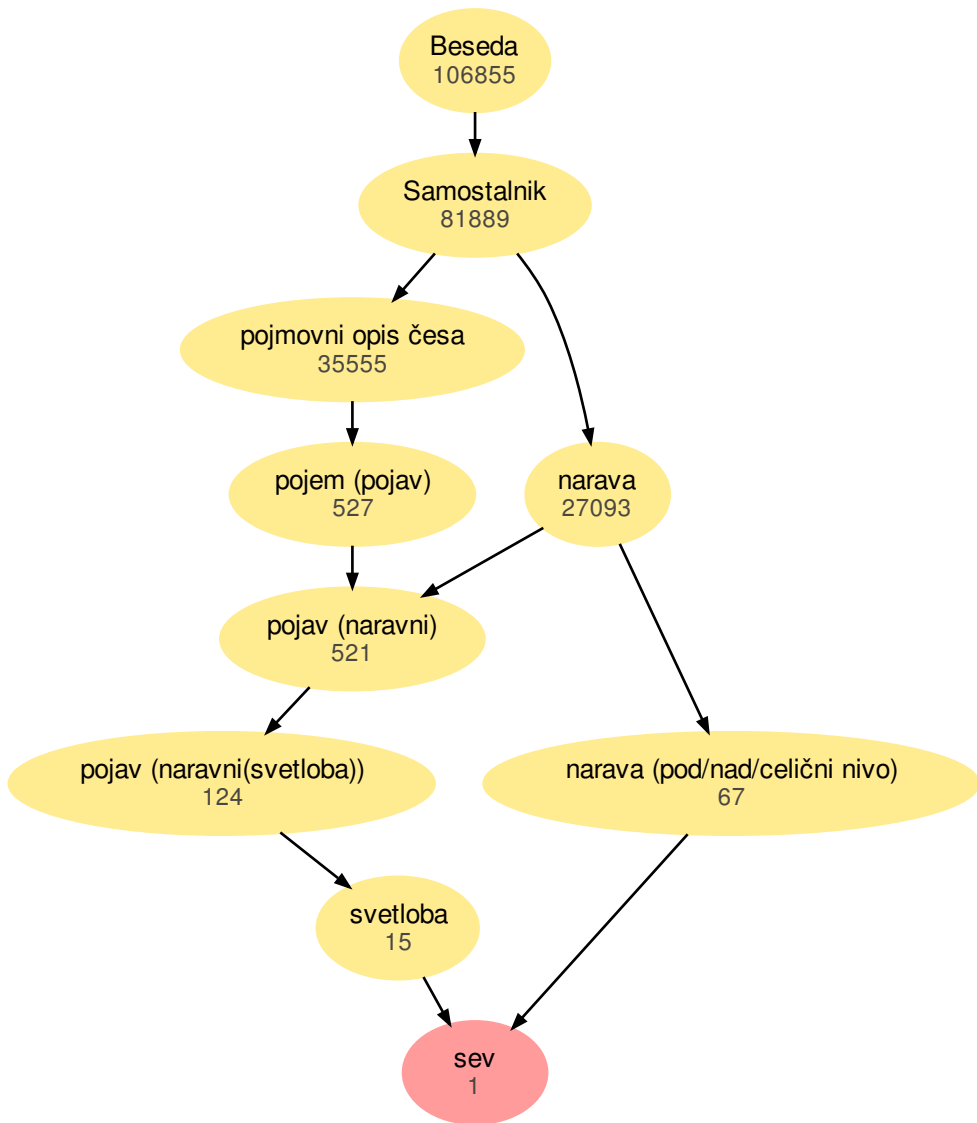 Beseda
106855
Samostalnik
81889
pojmovni opis česa
35555
pojem (pojav)
527
narava
27093
pojav (naravni)
521
pojav (naravni(svetloba))
124
narava (pod/nad/celični nivo)
67
svetloba
15
sev
1